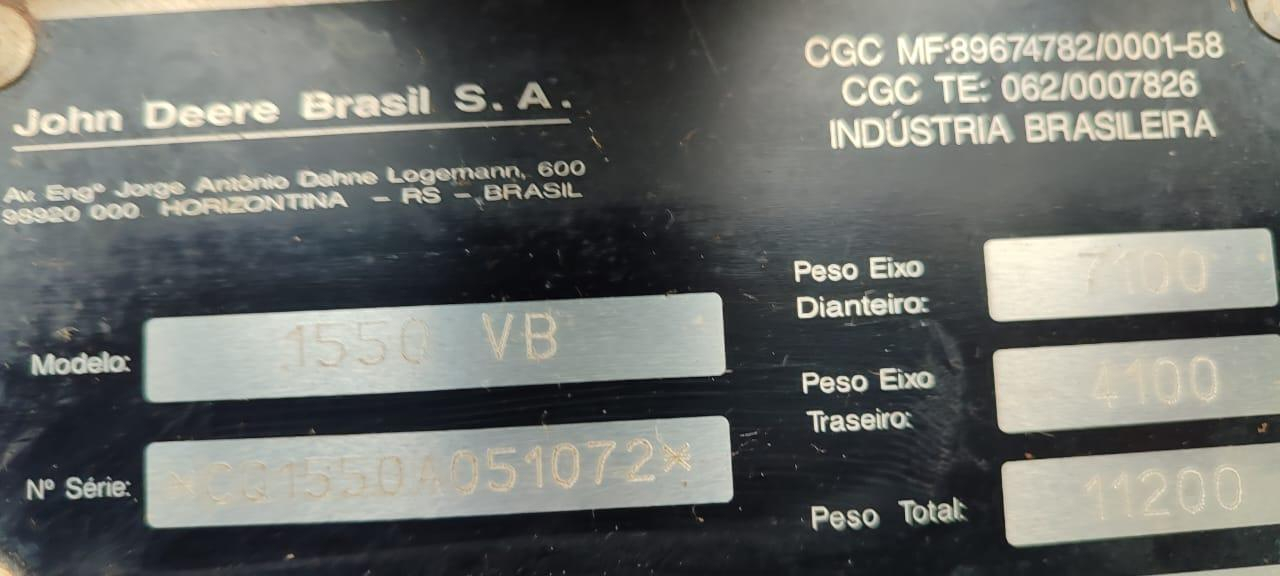 John Deere Brasil S.A.
Av. Engº Jorge Antônio Dahne Logemann, 600
98920 000 HORIZONTINA - RS - BRASIL
CGC MF:89674782/0001-58
CGC TE: 062/0007826
INDÚSTRIA BRASILEIRA
Modelo: 1550 VB
Nº Série: *CQ1550A051072*
Peso Eixo
Dianteiro: 7100
Peso Eixo
Traseiro: 4100
Peso Total: 11200